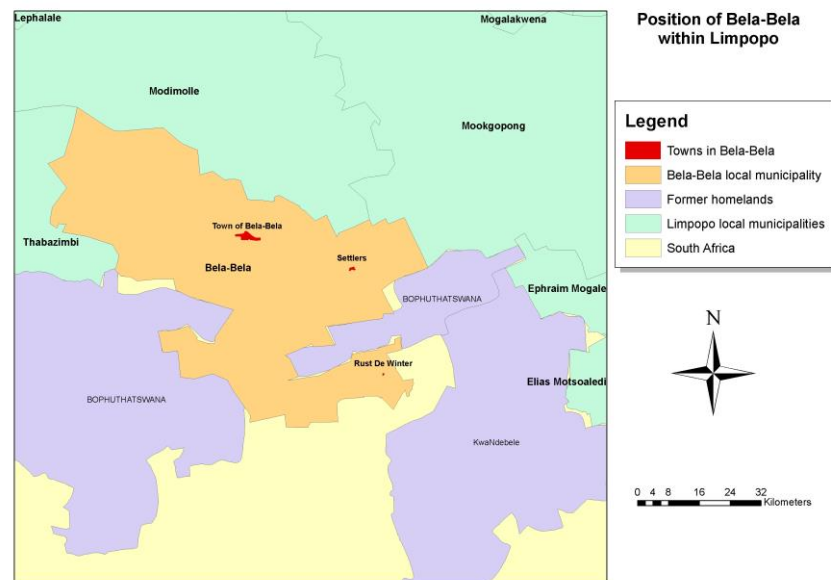 Lephalale
Mogalakwena
Modimolle
Mookgopong
Town of Bela-Bela
Thabazimbi
Bela-Bela
Settlers
BOPHUTHATSWANA
Ephraim Mogale
Rust De Winter
Elias Motsoaledi
BOPHUTHATSWANA
KwaNdebele
Position of Bela-Bela
within Limpopo
Legend
Towns in Bela-Bela
Bela-Bela local municipality
Former homelands
Limpopo local municipalities
South Africa
N
0 4 8 16 24 32
Kilometers